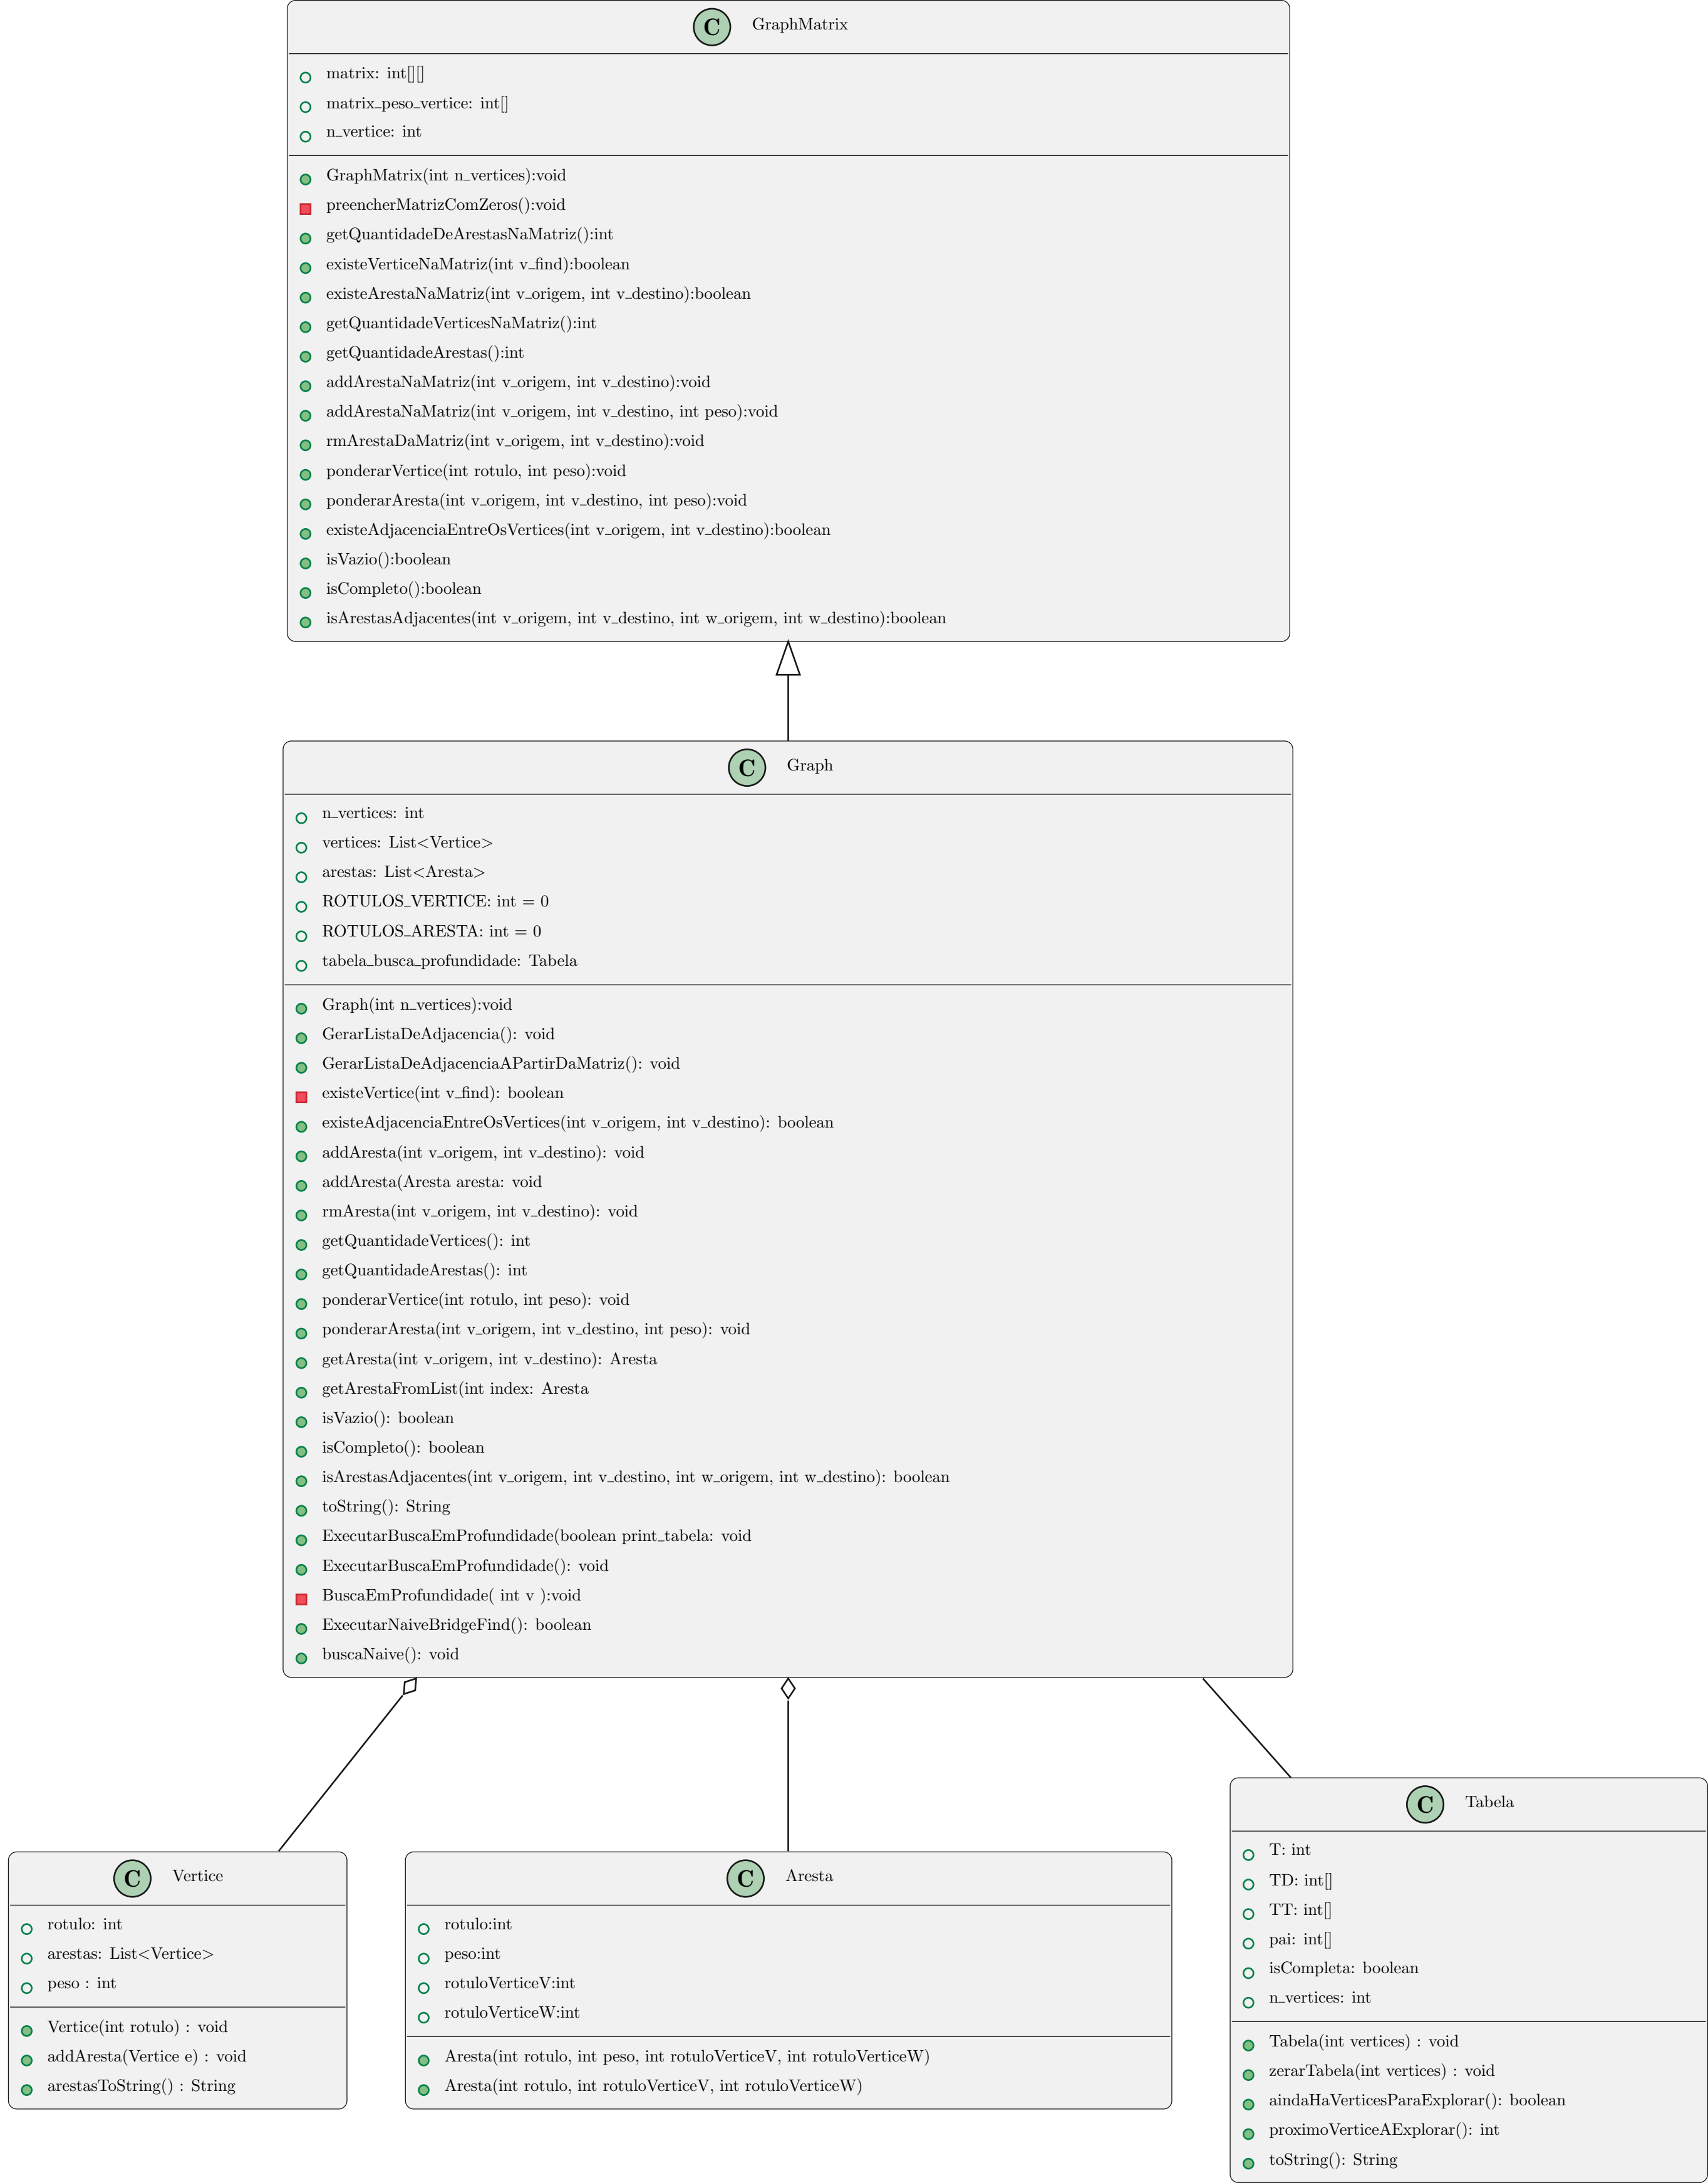 C GraphMatrix
matrix: int[][]
matrix_peso_vertice: int[]
n_vertice: int
GraphMatrix(int n_vertices):void
preencherMatrizComZeros():void
getQuantidadeDeArestasNaMatriz():int
existeVerticeNaMatriz(int v_find):boolean
existeArestaNaMatriz(int v_origem, int v_destino):boolean
getQuantidadeVerticesNaMatriz():int
getQuantidadeArestas():int
addArestaNaMatriz(int v_origem, int v_destino):void
addArestaNaMatriz(int v_origem, int v_destino, int peso):void
rmArestaDaMatriz(int v_origem, int v_destino):void
ponderarVertice(int rotulo, int peso):void
ponderarAresta(int v_origem, int v_destino, int peso):void
existeAdjacenciaEntreOsVertices(int v_origem, int v_destino):boolean
isVazio():boolean
isCompleto():boolean
isArestasAdjacentes(int v_origem, int v_destino, int w_origem, int w_destino):boolean
C Graph
n_vertices: int
vertices: List<Vertice>
arestas: List<Aresta>
ROTULOS_VERTICE: int = 0
ROTULOS_ARESTA: int = 0
tabela_busca_profundidade: Tabela
Graph(int n_vertices):void
GerarListaDeAdjacencia(): void
GerarListaDeAdjacenciaAPartirDaMatriz(): void
existeVertice(int v_find): boolean
existeAdjacenciaEntreOsVertices(int v_origem, int v_destino): boolean
addAresta(int v_origem, int v_destino): void
addAresta(Aresta aresta: void
rmAresta(int v_origem, int v_destino): void
getQuantidadeVertices(): int
getQuantidadeArestas(): int
ponderarVertice(int rotulo, int peso): void
ponderarAresta(int v_origem, int v_destino, int peso): void
getAresta(int v_origem, int v_destino): Aresta
getArestaFromList(int index: Aresta
isVazio(): boolean
isCompleto(): boolean
isArestasAdjacentes(int v_origem, int v_destino, int w_origem, int w_destino): boolean
toString(): String
ExecutarBuscaEmProfundidade(boolean print_tabela: void
ExecutarBuscaEmProfundidade(): void
BuscaEmProfundidade( int v ):void
ExecutarNaiveBridgeFind(): boolean
buscaNaive(): void
C Vertice
rotulo: int
arestas: List<Vertice>
peso : int
Vertice(int rotulo) : void
addAresta(Vertice e) : void
arestasToString() : String
C Aresta
rotulo:int
peso:int
rotuloVerticeV:int
rotuloVerticeW:int
Aresta(int rotulo, int peso, int rotuloVerticeV, int rotuloVerticeW)
Aresta(int rotulo, int rotuloVerticeV, int rotuloVerticeW)
C Tabela
T: int
TD: int[]
TT: int[]
pai: int[]
isCompleta: boolean
n_vertices: int
Tabela(int vertices) : void
zerarTabela(int vertices) : void
aindaHaVerticesParaExplorar(): boolean
proximoVerticeAExplorar(): int
toString(): String